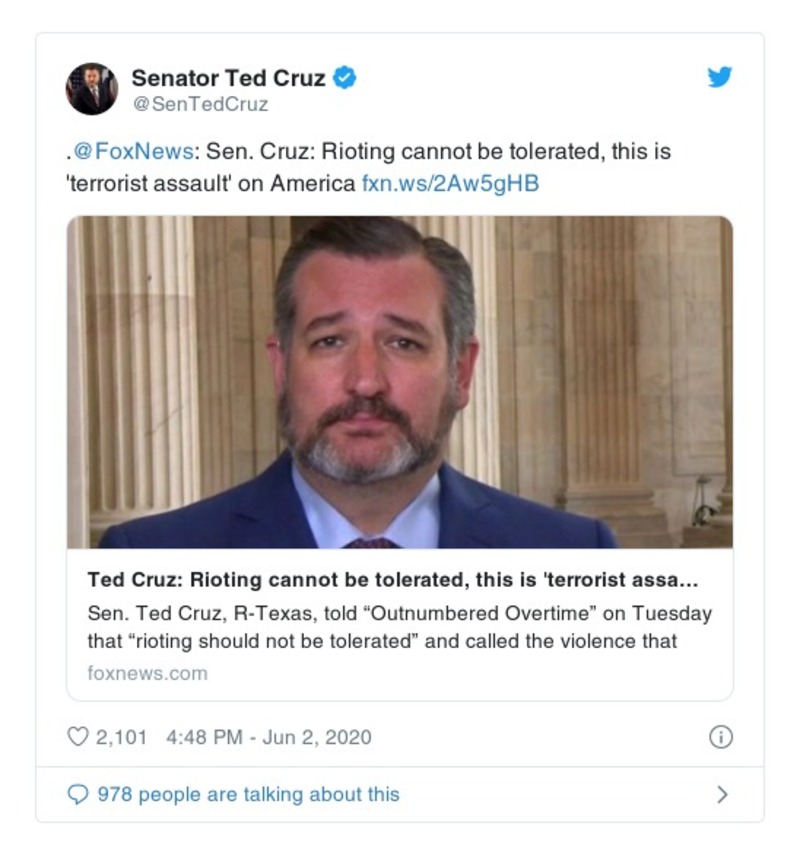 Senator Ted Cruz
@SenTedCruz
.@FoxNews: Sen. Cruz: Rioting cannot be tolerated, this is
'terrorist assault' on America fxn.ws/2Aw5gHB
Ted Cruz: Rioting cannot be tolerated, this is 'terrorist assa...
Sen. Ted Cruz, R-Texas, told “Outnumbered Overtime” on Tuesday
that “rioting should not be tolerated” and called the violence that
foxnews.com
2,101 4:48 PM - Jun 2, 2020
978 people are talking about this